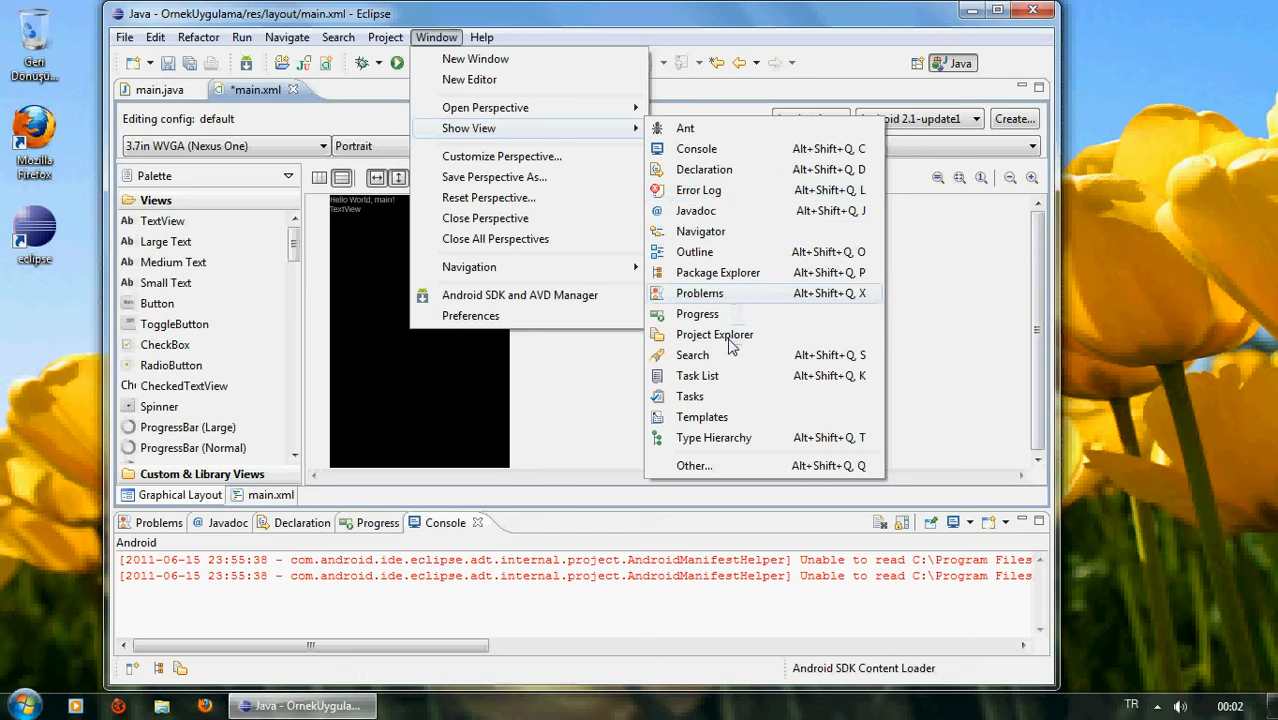 Geri
Dönüşü...
Mozilla
Firefox
eclipse
Java - OrnekUygulama/res/layout/main.xml - Eclipse
File Edit Refactor Run Navigate Search Project Window Help
Java
main.java *main.xml
Editing config: default
2.1-update1 Create...
3.7in WVGA (Nexus One) Portrait
Palette
Views
Ab TextView
Ab Large Text
Ab Medium Text
Ab Small Text
Button
ToggleButton
CheckBox
RadioButton
Che CheckedTextView
Spinner
ProgressBar (Large)
ProgressBar (Normal)
Custom & Library Views
Hello World, main!
TextView
New Window
New Editor
Open Perspective
Show View
Customize Perspective...
Save Perspective As...
Reset Perspective...
Close Perspective
Close All Perspectives
Navigation
Android SDK and AVD Manager
Preferences
Ant
Console Alt+Shift+Q, C
Declaration Alt+Shift+Q, D
Error Log Alt+Shift+Q, L
Javadoc Alt+Shift+Q, J
Navigator
Outline Alt+Shift+Q, O
Package Explorer Alt+Shift+Q, P
Problems Alt+Shift+Q, X
Progress
Project Explorer
Search Alt+Shift+Q, S
Task List Alt+Shift+Q, K
Tasks
Templates
Type Hierarchy Alt+Shift+Q, T
Other... Alt+Shift+Q, Q
Graphical Layout main.xml
Problems Javadoc Declaration Progress Console
Android
[2011-06-15 23:55:38 - com.android.ide.eclipse.adt.internal.project.AndroidManifestHelper] Unable to read C:\Program Files
[2011-06-15 23:55:38 - com.android.ide.eclipse.adt.internal.project.AndroidManifestHelper] Unable to read C:\Program Files
Android SDK Content Loader
Java - OrnekUygula... TR 00:02